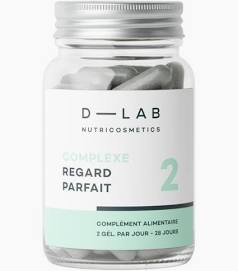 D—LAB
NUTRICOSMETICS
COMPLEXE
REGARD
PARFAIT
2
COMPLÉMENT ALIMENTAIRE
2 GÉL. PAR JOUR - 28 JOURS